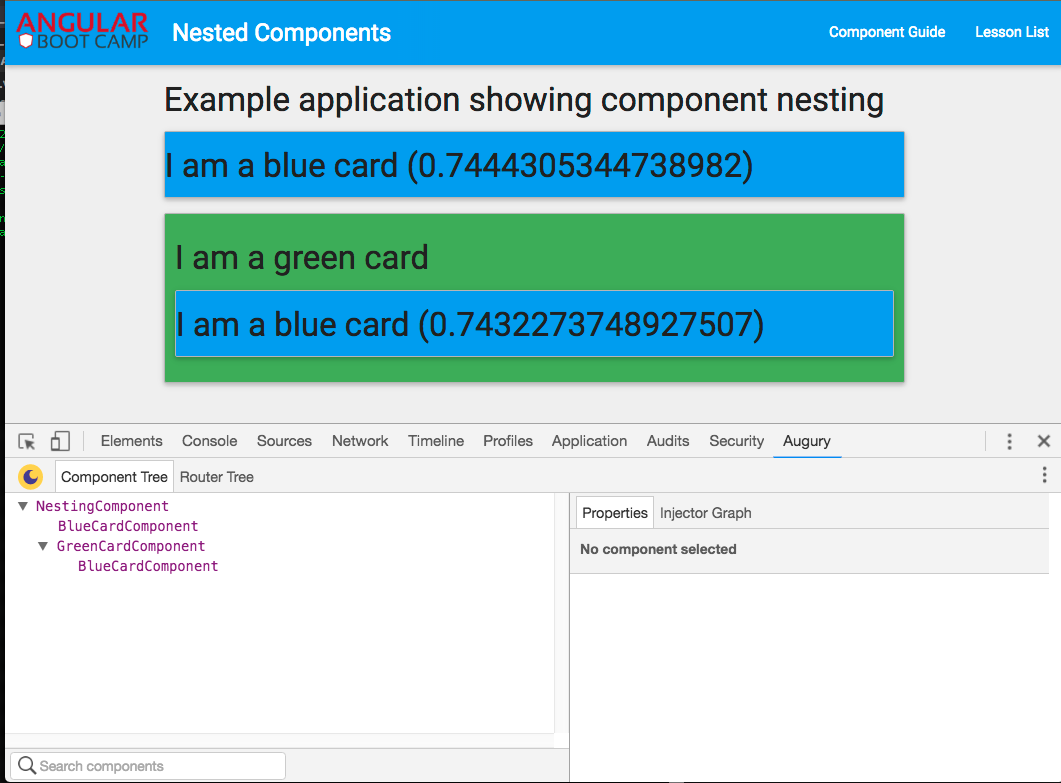 ANGULAR
BOOT CAMP
Nested Components
Component Guide
Lesson List
Example application showing component nesting
I am a blue card (0.7444305344738982)
I am a green card
I am a blue card (0.7432273748927507)
Elements Console Sources Network Timeline Profiles Application Audits Security Augury
Component Tree Router Tree
NestingComponent
BlueCardComponent
GreenCardComponent
BlueCardComponent
Properties Injector Graph
No component selected
Search components